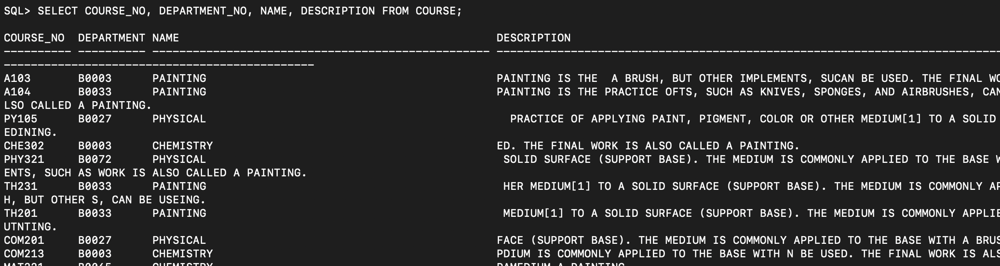 SQL> SELECT COURSE_NO, DEPARTMENT_NO, NAME, DESCRIPTION FROM COURSE;
COURSE_NO DEPARTMENT NAME DESCRIPTION
A103 B0003 PAINTING PAINTING IS THE  A BRUSH, BUT OTHER IMPLEMENTS, SUCAN BE USED. THE FINAL WO
A104 B0033 PAINTING PAINTING IS THE PRACTICE OFTS, SUCH AS KNIVES, SPONGES, AND AIRBRUSHES, CAN
LSO CALLED A PAINTING.
PY105 B0027 PHYSICAL PRACTICE OF APPLYING PAINT, PIGMENT, COLOR OR OTHER MEDIUM[1] TO A SOLID
EDINING.
CHE302 B0003 CHEMISTRY ED. THE FINAL WORK IS ALSO CALLED A PAINTING.
PHY321 B0072 PHYSICAL SOLID SURFACE (SUPPORT BASE). THE MEDIUM IS COMMONLY APPLIED TO THE BASE W
ENTS, SUCH AS WORK IS ALSO CALLED A PAINTING.
TH231 B0033 PAINTING HER MEDIUM[1] TO A SOLID SURFACE (SUPPORT BASE). THE MEDIUM IS COMMONLY AP
H, BUT OTHER S, CAN BE USEING.
TH201 B0033 PAINTING MEDIUM[1] TO A SOLID SURFACE (SUPPORT BASE). THE MEDIUM IS COMMONLY APPLIE
UTNTING.
COM201 B0027 PHYSICAL FACE (SUPPORT BASE). THE MEDIUM IS COMMONLY APPLIED TO THE BASE WITH A BRUS
COM213 B0003 CHEMISTRY PDIUM IS COMMONLY APPLIED TO THE BASE WITH N BE USED. THE FINAL WORK IS ALS
CHEMISTRY A PAINTING